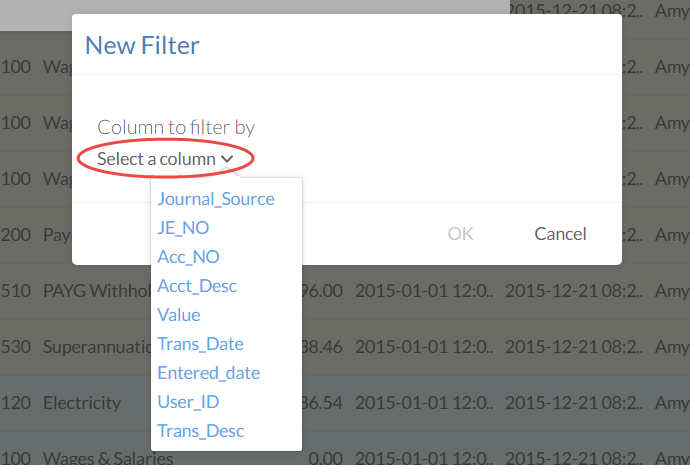 2015-12-21 08:2.. Amy
New Filter
100 Wag :2.. Amy
Column to filter by
100 Wag :2.. Amy
Select a column
100 Wag :2.. Amy
Journal_Source
JE_NO
200 Payr OK Cancel :2.. Amy
Acc_NO
Acct_Desc
510 PAYG Withhol 96.00 2015-01-01 12:0.. 2015-12-21 08:2.. Amy
Value
Trans_Date
530 Superannuatio 38.46 2015-01-01 12:0.. 2015-12-21 08:2.. Amy
Entered_date
User_ID
120 Electricity 36.54 2015-01-01 12:0.. 2015-12-21 08:2.. Amy
Trans_Desc
100 Wages & Salaries 0.00 2015-01-01 12:0.. 2015-12-21 08:2.. Amy